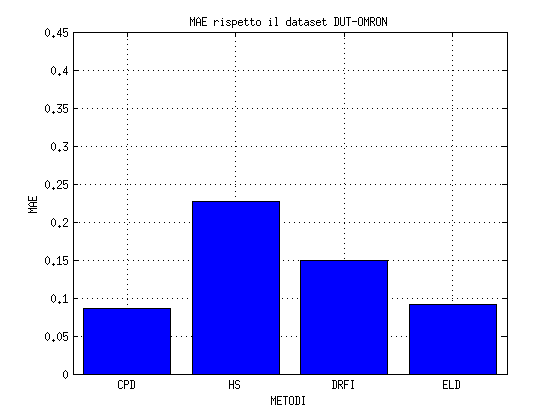 MAE rispetto il dataset DUT-OMRON
0.45
0.4
0.35
0.3
0.25
0.2
0.15
0.1
0.05
0
MAE
CPD HS DRFI ELD
METODI